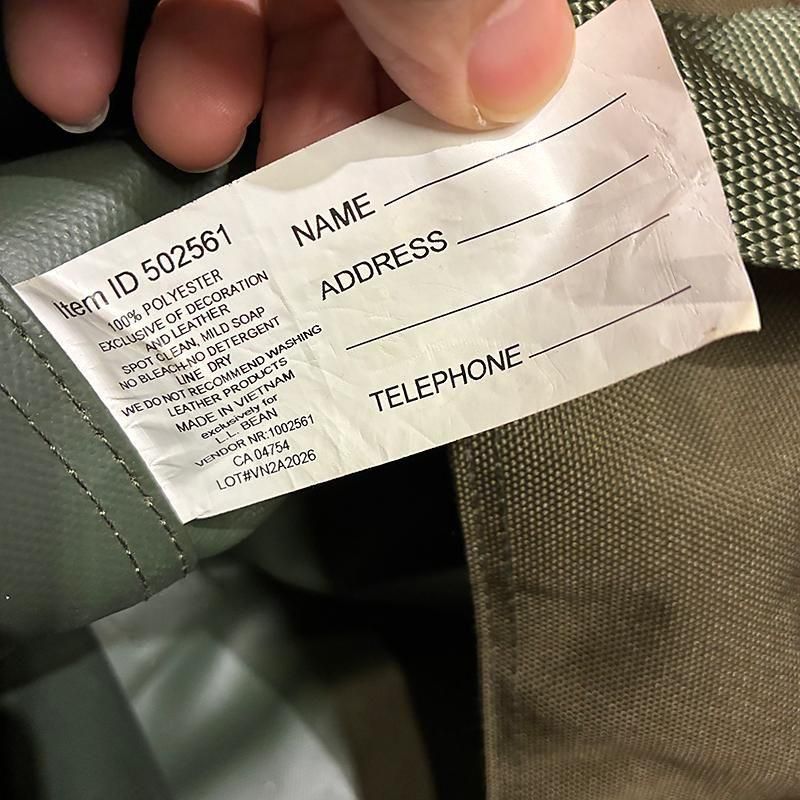 Item ID 502561
100% POLYESTER
EXCLUSIVE OF DECORATION
AND LEATHER
SPOT CLEAN, MILD SOAP
NO BLEACH-NO DETERGENT
LINE DRY
WE DO NOT RECOMMEND WASHING
LEATHER PRODUCTS
MADE IN VIETNAM
exclusively for
L.L. BEAN
VENDOR NR:1002561
CA 04754
LOT#VN2A2026
NAME
ADDRESS
TELEPHONE